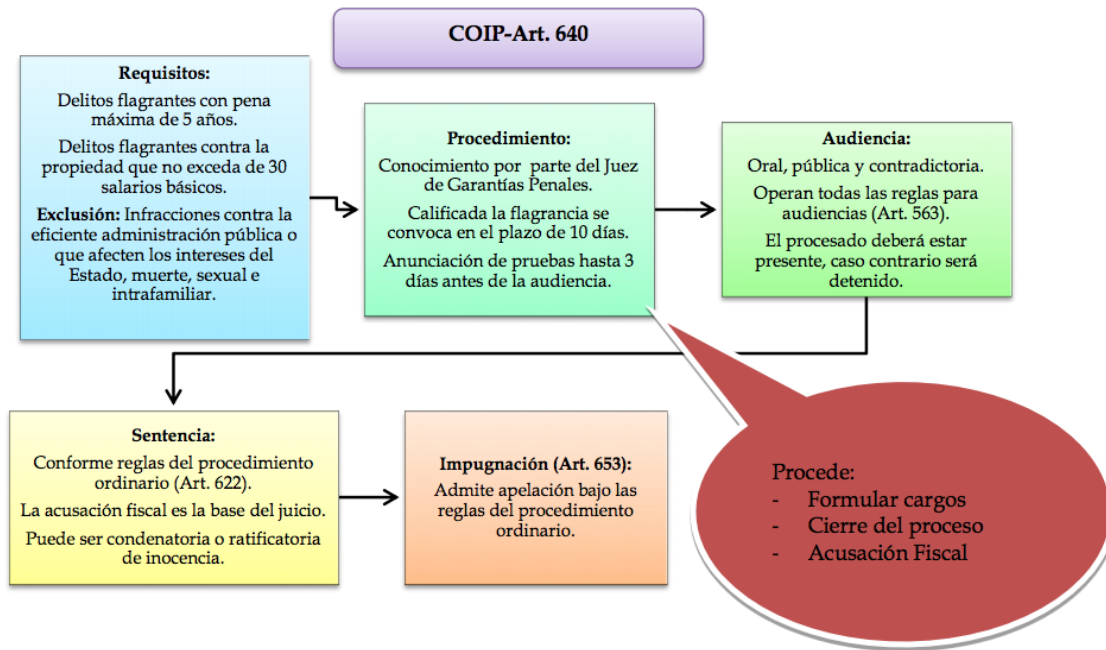 COIP-Art. 640
Requisitos:
Delitos flagrantes con pena
máxima de 5 años.
Delitos flagrantes contra la
propiedad que no exceda de 30
salarios básicos.
Exclusión: Infracciones contra la
eficiente administración pública o
que afecten los intereses del
Estado, muerte, sexual e
intrafamiliar.
Procedimiento:
Conocimiento por parte del Juez
de Garantías Penales.
Calificada la flagrancia se
convoca en el plazo de 10 días.
Anunciación de pruebas hasta 3
días antes de la audiencia.
Audiencia:
Oral, pública y contradictoria.
Operan todas las reglas para
audiencias (Art. 563).
El procesado deberá estar
presente, caso contrario será
detenido.
Sentencia:
Conforme reglas del procedimiento
ordinario (Art. 622).
La acusación fiscal es la base del juicio.
Puede ser condenatoria o ratificatoria
de inocencia.
Impugnación (Art. 653):
Admite apelación bajo las
reglas del procedimiento
ordinario.
Procede:
- Formular cargos
- Cierre del proceso
- Acusación Fiscal